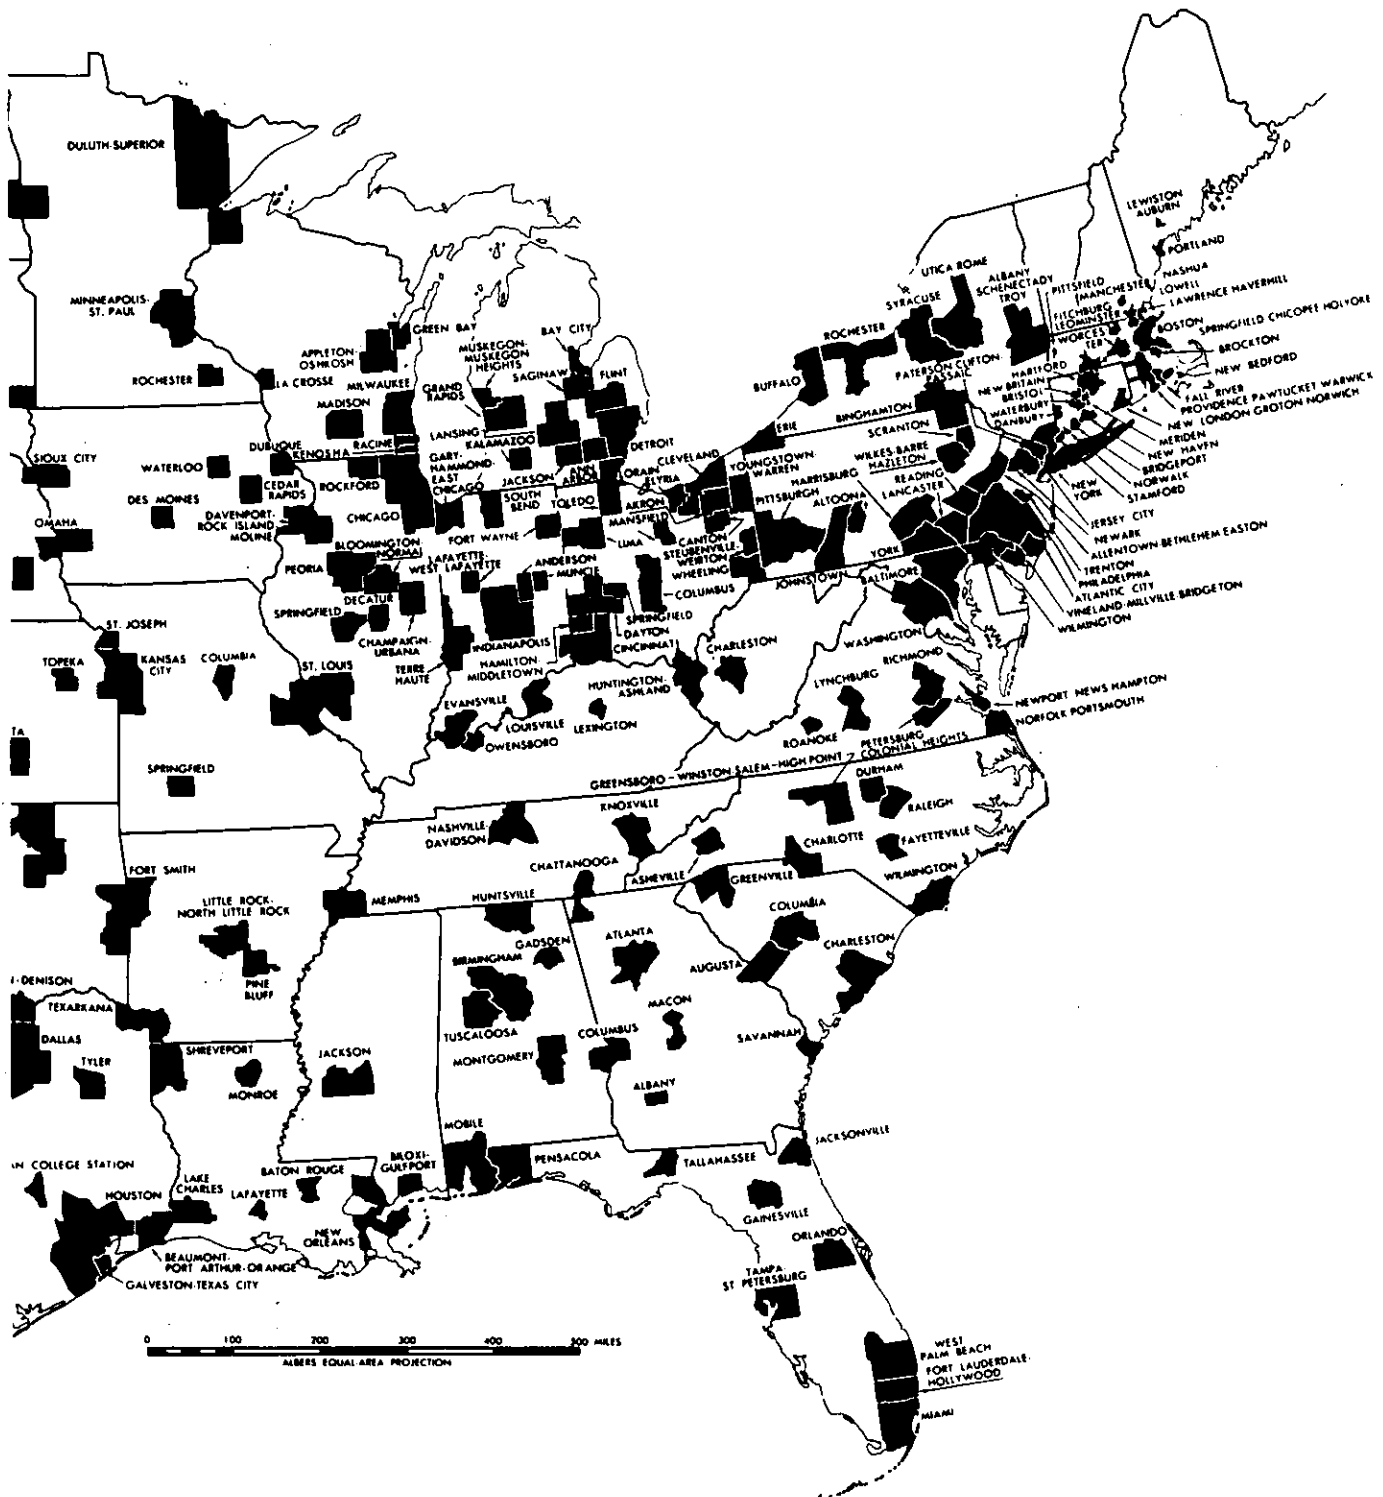 DULUTH-SUPERIOR
LEWISTON
AUBURN
PORTLAND
UTICA ROME
ALBANY
SCHENECTADY
TROY
PITTSFIELD
MANCHESTER
NASHUA
LOWELL
LAWRENCE HAVERHILL
SYRACUSE
FITCHBURG
LEOMINSTER
MINNEAPOLIS-
ST. PAUL
GREEN BAY
BAY CITY
ROCHESTER
WORCES
TER
BOSTON
SPRINGFIELD CHICOPEE HOLYOKE
BROCKTON
APPLETON-
OSHKOSH
MUSKEGON-
MUSKEGON
HEIGHTS
SAGINAW
FLINT
PATERSON CLIFTON-
PASSAIC
HARTFORD
NEW BEDFORD
ROCHESTER
LA CROSSE
MILWAUKEE
GRAND
RAPIDS
BUFFALO
NEW BRITAIN
BRISTOL
FALL RIVER
PROVIDENCE PAWTUCKET WARWICK
MADISON
BINGHAMTON
WATERBURY
DANBURY
NEW LONDON GROTON NORWICH
LANSING
KALAMAZOO
DETROIT
ERIE
SCRANTON
MERIDEN
DUBUQUE
KENOSHA
RACINE
GARY-
HAMMOND-
EAST
CHICAGO
JACKSON
ANN
ARBOR
LORAIN
ELYRIA
CLEVELAND
YOUNGSTOWN-
WARREN
HARRISBURG
WILKES-BARRE
HAZLETON
NEW HAVEN
BRIDGEPORT
NORWALK
STAMFORD
SIOUX CITY
WATERLOO
CEDAR
RAPIDS
ROCKFORD
SOUTH
BEND
TOLEDO
AKRON
PITTSBURGH
ALTOONA
READING
LANCASTER
NEW
YORK
DES MOINES
DAVENPORT-
ROCK ISLAND
MOLINE
CHICAGO
FORT WAYNE
MANSFIELD
LIMA
CANTON
JERSEY CITY
NEWARK
OMAHA
BLOOMINGTON-
NORMAL
LAFAYETTE-
WEST LAFAYETTE
ANDERSON
MUNCIE
STEUBENVILLE-
WEIRTON
WHEELING
YORK
ALLENTOWN-BETHLEHEM EASTON
TRENTON
PEORIA
JOHNSTOWN
BALTIMORE
PHILADELPHIA
ATLANTIC CITY
DECATUR
COLUMBUS
VINELAND-MILLVILLE-BRIDGETON
WILMINGTON
SPRINGFIELD
CHAMPAIGN-
URBANA
SPRINGFIELD
DAYTON
CINCINNATI
ST. JOSEPH
TOPEKA
KANSAS
CITY
COLUMBIA
ST. LOUIS
TERRE
HAUTE
INDIANAPOLIS
HAMILTON-
MIDDLETOWN
CHARLESTON
WASHINGTON
RICHMOND
HUNTINGTON-
ASHLAND
LYNCHBURG
NEWPORT NEWS HAMPTON
EVANSVILLE
LOUISVILLE
LEXINGTON
OWENSBORO
ROANOKE
PETERSBURG
COLONIAL HEIGHTS
NORFOLK PORTSMOUTH
TA
SPRINGFIELD
GREENSBORO - WINSTON-SALEM - HIGH POINT
DURHAM
RALEIGH
KNOXVILLE
NASHVILLE-
DAVIDSON
CHARLOTTE
FAYETTEVILLE
CHATTANOOGA
ASHEVILLE
GREENVILLE
WILMINGTON
FORT SMITH
MEMPHIS
HUNTSVILLE
LITTLE ROCK-
NORTH LITTLE ROCK
COLUMBIA
PINE
BLUFF
GADSDEN
BIRMINGHAM
ATLANTA
AUGUSTA
CHARLESTON
-DENISON
TEXARKANA
MACON
DALLAS
TUSCALOOSA
COLUMBUS
SAVANNAH
TYLER
SHREVEPORT
MONROE
JACKSON
MONTGOMERY
ALBANY
MOBILE
JACKSONVILLE
AN COLLEGE STATION
LAKE
CHARLES
BATON ROUGE
BILOXI-
GULFPORT
PENSACOLA
TALLAHASSEE
HOUSTON
LAFAYETTE
GAINESVILLE
NEW
ORLEANS
ORLANDO
BEAUMONT-
PORT ARTHUR-ORANGE
GALVESTON-TEXAS CITY
TAMPA-
ST PETERSBURG
0 100 200 300 400 500 MILES
ALBERS EQUAL-AREA PROJECTION
WEST
PALM BEACH
FORT LAUDERDALE-
HOLLYWOOD
MIAMI